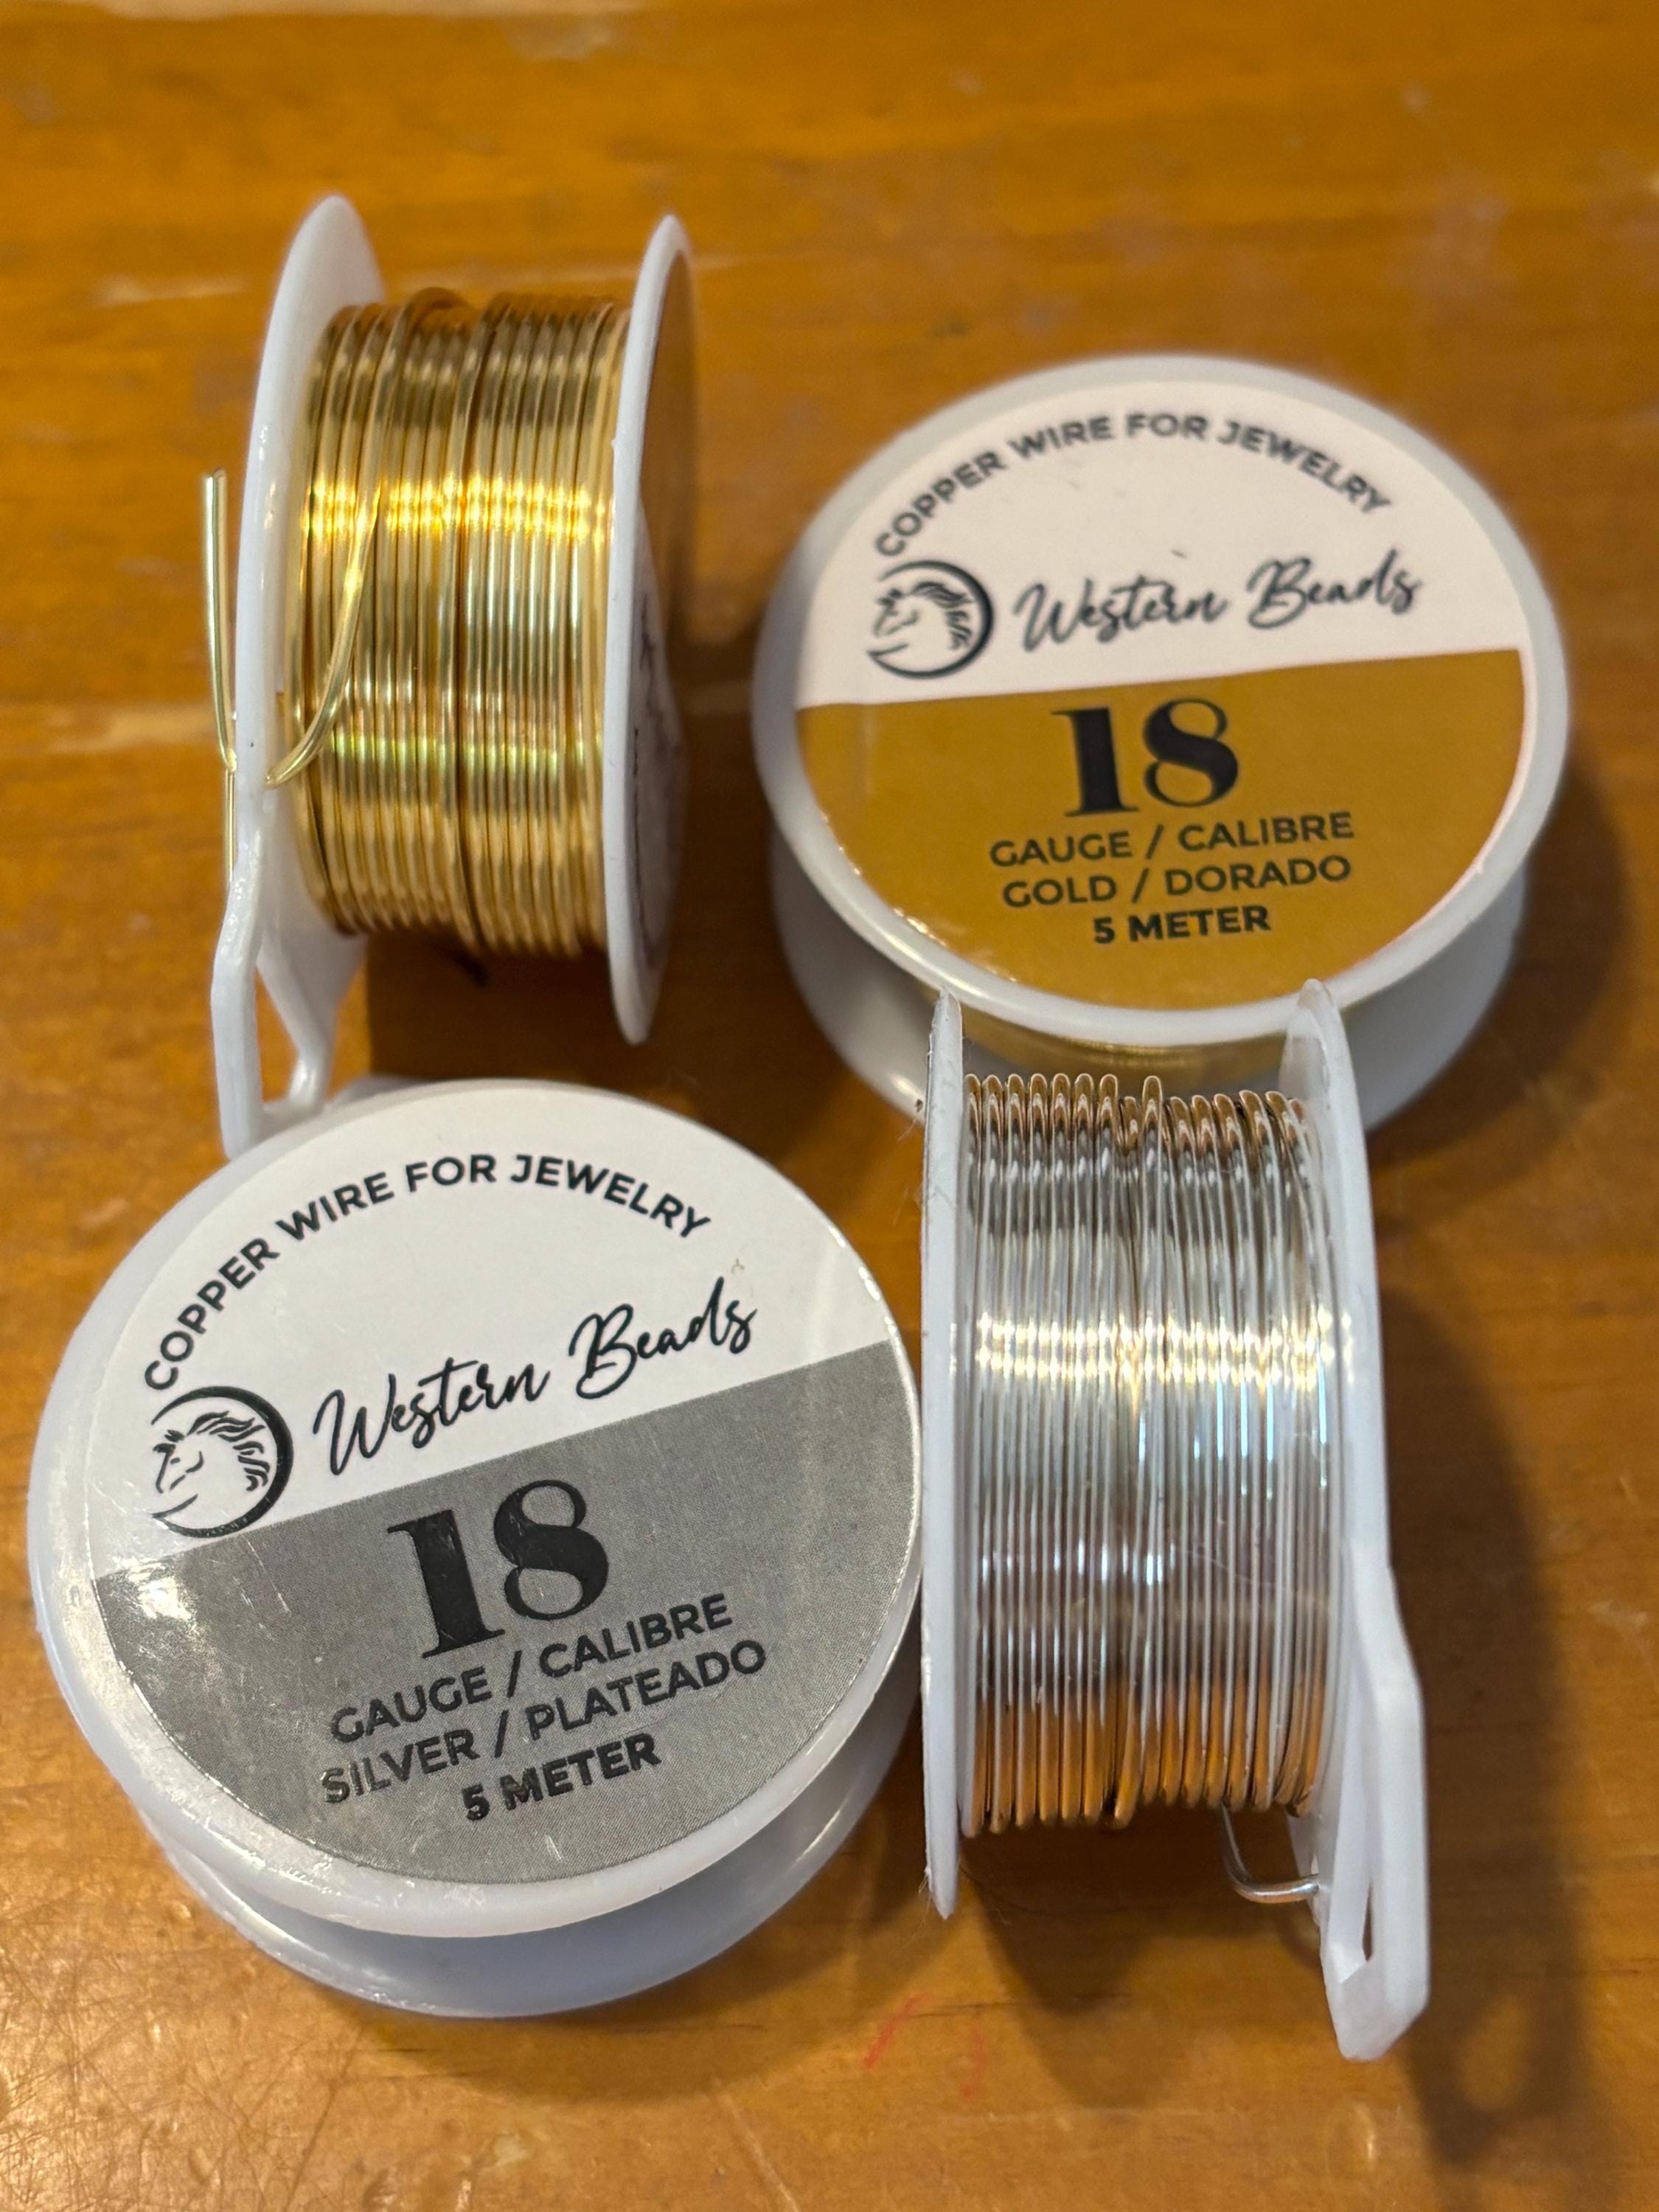 COPPER WIRE FOR JEWELRY
Western Beads
18
GAUGE / CALIBRE
GOLD / DORADO
5 METER
COPPER WIRE FOR JEWELRY
Western Beads
18
GAUGE / CALIBRE
SILVER / PLATEADO
5 METER